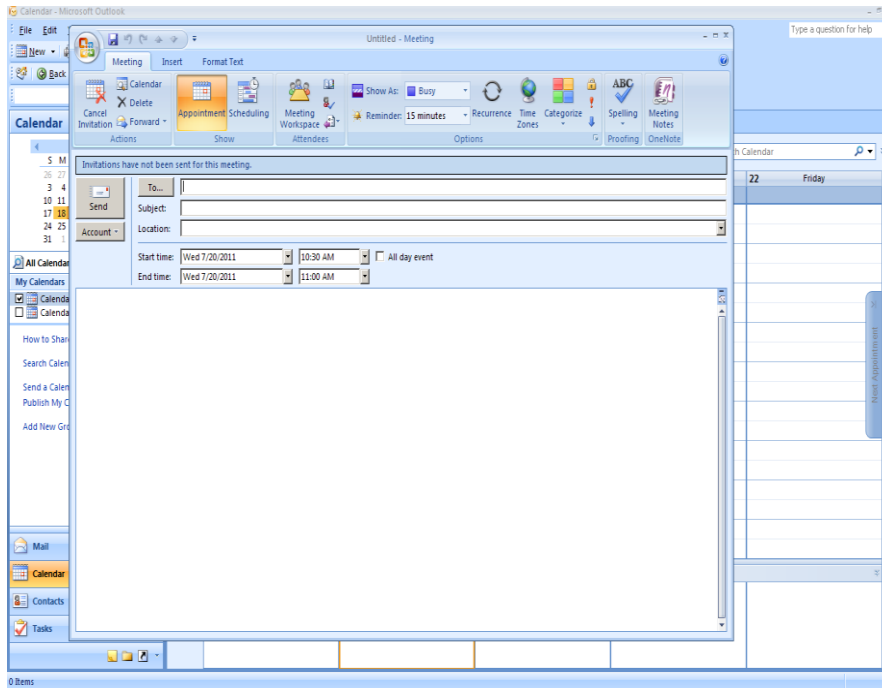 Calendar - Microsoft Outlook
File Edit
Type a question for help
New
Back
Calendar
S M
26 27
3 4
10 11
17 18
24 25
31 1
All Calendar
My Calendars
Calenda
Calenda
How to Shar
Search Calen
Send a Calen
Publish My C
Add New Gro
Mail
Calendar
Contacts
Tasks
0 Items
Untitled - Meeting
Meeting Insert Format Text
Cancel Invitation
Calendar
Delete
Forward
Actions
Appointment Scheduling
Show
Meeting Workspace
Attendees
Show As: Busy
Reminder: 15 minutes
Recurrence
Time Zones
Categorize
Options
ABC
Spelling
Proofing
Meeting Notes
OneNote
Invitations have not been sent for this meeting.
Send
Account
To...
Subject:
Location:
Start time: Wed 7/20/2011 10:30 AM All day event
End time: Wed 7/20/2011 11:00 AM
h Calendar
22 Friday
Next Appointment